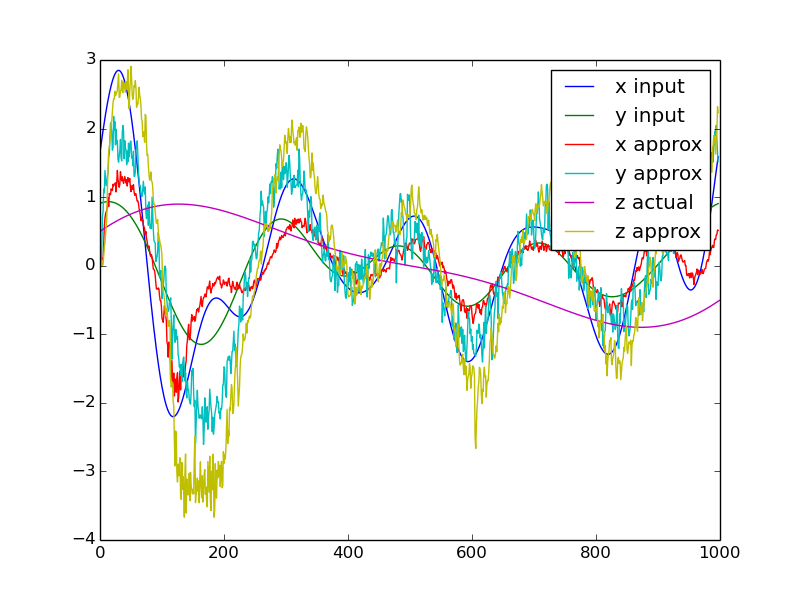 3
2
1
0
−1
−2
−3
−4
0
200
400
600
800
1000
x input
y input
x approx
y approx
z actual
z approx